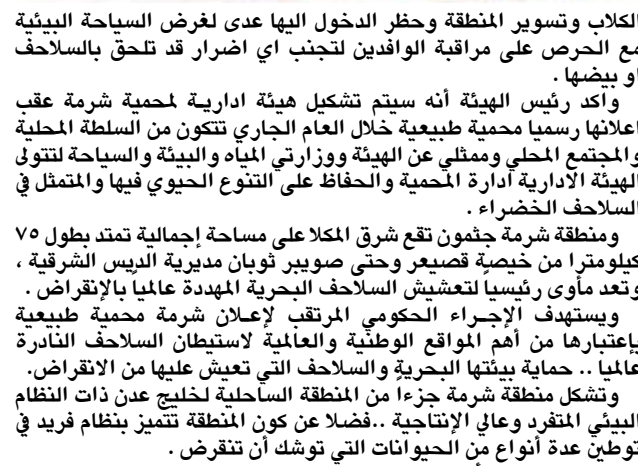 الكلاب وتسوير المنطقة وحظر الدخول اليها عدى لغرض السياحة البيئية
مع الحرص على مراقبة الوافدين لتجنب اي اضرار قد تلحق بالسلاحف
او بيضها .
واكد رئيس الهيئة أنه سيتم تشكيل هيئة ادارية لمحمية شرمة عقب
اعلانها رسميا محمية طبيعية خلال العام الجاري تتكون من السلطة المحلية
والمجتمع المحلي وممثلي عن الهيئة ووزارتي المياه والبيئة والسياحة لتتولى
الهيئة الادارية ادارة المحمية والحفاظ على التنوع الحيوي فيها والمتمثل في
السلاحف الخضراء .
ومنطقة شرمة جثمون تقع شرق المكلا على مساحة إجمالية تمتد بطول ٧٥
كيلومترا من خيصة قصيعر وحتى صويبر ثوبان مديرية الديس الشرقية ،
وتعد مأوى رئيسياً لتعشيش السلاحف البحرية المهددة عالمياً بالإنقراض .
ويستهدف الإجراء الحكومي المرتقب لإعلان شرمة محمية طبيعية
بإعتبارها من أهم المواقع الوطنية والعالمية لاستيطان السلاحف النادرة
عالميا .. حماية بيئتها البحرية و السلاحف التي تعيش عليها من الانقراض.
وتشكل منطقة شرمة جزءاً من المنطقة الساحلية لخليج عدن ذات النظام
البيئي المتفرد وعالي الإنتاجية ..فضلا عن كون المنطقة تتميز بنظام فريد في
توطين عدة أنواع من الحيوانات التي توشك أن تنقرض .